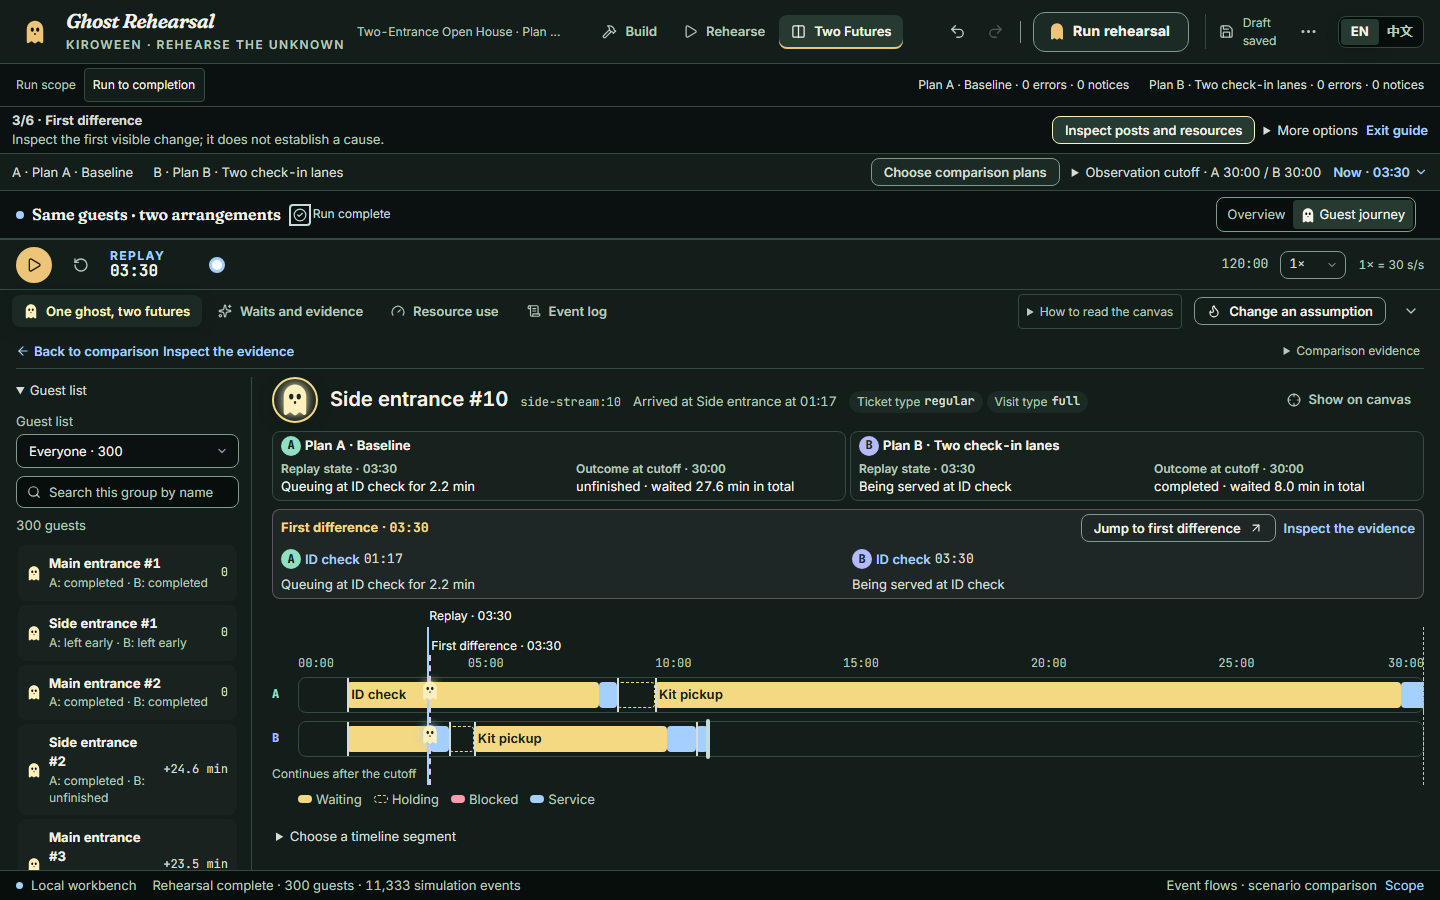 Ghost Rehearsal
KIROWEEN · REHEARSE THE UNKNOWN
Two-Entrance Open House · Plan ...
Build
Rehearse
Two Futures
Run rehearsal
Draft saved
EN
中文
Run scope
Run to completion
Plan A · Baseline · 0 errors · 0 notices
Plan B · Two check-in lanes · 0 errors · 0 notices
3/6 · First difference
Inspect the first visible change; it does not establish a cause.
Inspect posts and resources
More options
Exit guide
A · Plan A · Baseline
B · Plan B · Two check-in lanes
Choose comparison plans
Observation cutoff · A 30:00 / B 30:00
Now · 03:30
Same guests · two arrangements
Run complete
Overview
Guest journey
REPLAY
03:30
120:00
1×
1× = 30 s/s
One ghost, two futures
Waits and evidence
Resource use
Event log
How to read the canvas
Change an assumption
Back to comparison
Inspect the evidence
Comparison evidence
Guest list
Guest list
Everyone · 300
Search this group by name
300 guests
Main entrance #1
A: completed · B: completed
0
Side entrance #1
A: left early · B: left early
0
Main entrance #2
A: completed · B: completed
0
Side entrance
#2
A: completed · B:
unfinished
+24.6 min
Main entrance
#3
+23.5 min
Side entrance #10
side-stream:10
Arrived at Side entrance at 01:17
Ticket type regular
Visit type full
Show on canvas
A Plan A · Baseline
Replay state · 03:30
Queuing at ID check for 2.2 min
Outcome at cutoff · 30:00
unfinished · waited 27.6 min in total
B Plan B · Two check-in lanes
Replay state · 03:30
Being served at ID check
Outcome at cutoff · 30:00
completed · waited 8.0 min in total
First difference · 03:30
Jump to first difference
Inspect the evidence
A ID check 01:17
Queuing at ID check for 2.2 min
B ID check 03:30
Being served at ID check
Replay · 03:30
First difference · 03:30
00:00
05:00
10:00
15:00
20:00
25:00
30:00
A
ID check
Kit pickup
B
Kit pickup
Continues after the cutoff
Waiting
Holding
Blocked
Service
Choose a timeline segment
Local workbench
Rehearsal complete · 300 guests · 11,333 simulation events
Event flows · scenario comparison
Scope